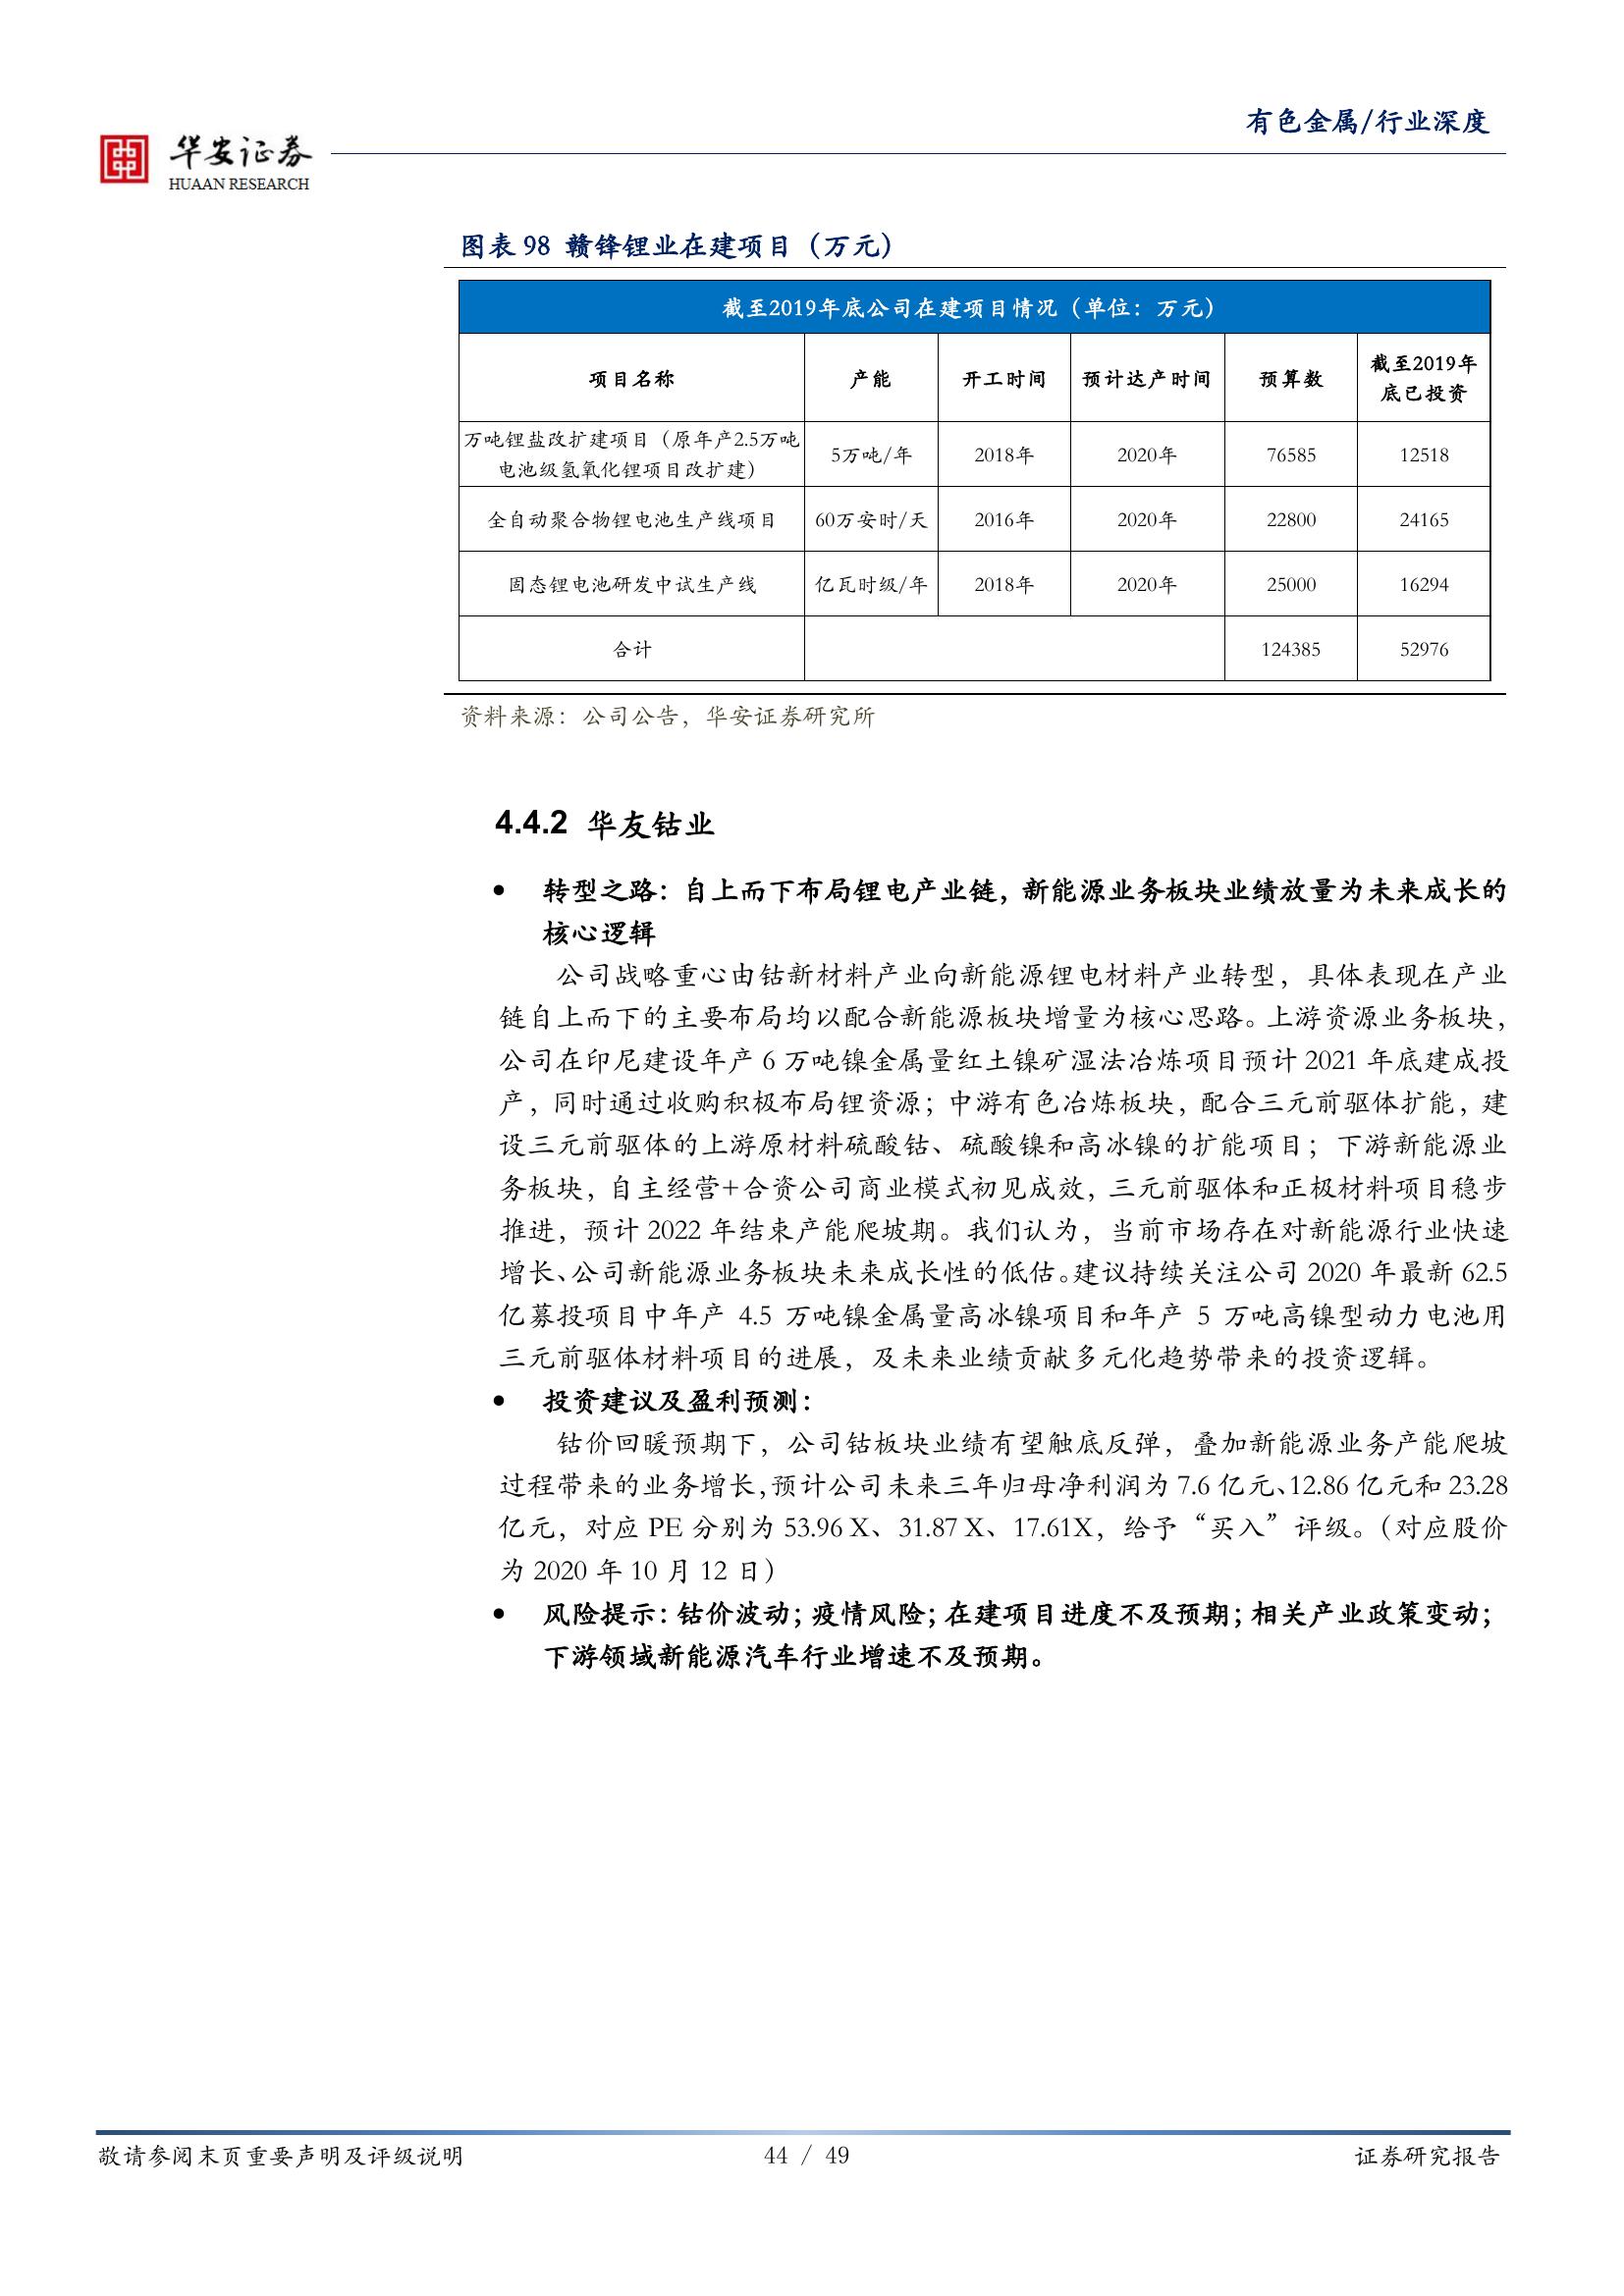 有色金属/行业深度
华安证券
HUAAN RESEARCH
图表 98 赣锋锂业在建项目（万元）
截至2019年底公司在建项目情况（单位：万元）
项目名称 产能 开工时间 预计达产时间 预算数 截至2019年
底已投资
万吨锂盐改扩建项目（原年产2.5万吨
电池级氢氧化锂项目改扩建） 5万吨/年 2018年 2020年 76585 12518
全自动聚合物锂电池生产线项目 60万安时/天 2016年 2020年 22800 24165
固态锂电池研发中试生产线 亿瓦时级/年 2018年 2020年 25000 16294
合计 124385 52976
资料来源：公司公告，华安证券研究所
4.4.2 华友钴业
● 转型之路：自上而下布局锂电产业链，新能源业务板块业绩放量为未来成长的
核心逻辑
公司战略重心由钴新材料产业向新能源锂电材料产业转型，具体表现在产业
链自上而下的主要布局均以配合新能源板块增量为核心思路。上游资源业务板块，
公司在印尼建设年产 6 万吨镍金属量红土镍矿湿法冶炼项目预计 2021 年底建成投
产，同时通过收购积极布局锂资源；中游有色冶炼板块，配合三元前驱体扩能，建
设三元前驱体的上游原材料硫酸钴、硫酸镍和高冰镍的扩能项目；下游新能源业
务板块，自主经营+合资公司商业模式初见成效，三元前驱体和正极材料项目稳步
推进，预计 2022 年结束产能爬坡期。我们认为，当前市场存在对新能源行业快速
增长、公司新能源业务板块未来成长性的低估。建议持续关注公司 2020 年最新 62.5
亿募投项目中年产 4.5 万吨镍金属量高冰镍项目和年产 5 万吨高镍型动力电池用
三元前驱体材料项目的进展，及未来业绩贡献多元化趋势带来的投资逻辑。
● 投资建议及盈利预测：
钴价回暖预期下，公司钴板块业绩有望触底反弹，叠加新能源业务产能爬坡
过程带来的业务增长，预计公司未来三年归母净利润为 7.6 亿元、12.86 亿元和 23.28
亿元，对应 PE 分别为 53.96 X、31.87 X、17.61X，给予“买入”评级。（对应股价
为 2020 年 10 月 12 日）
● 风险提示：钴价波动；疫情风险；在建项目进度不及预期；相关产业政策变动；
下游领域新能源汽车行业增速不及预期。
敬请参阅末页重要声明及评级说明 44 / 49 证券研究报告